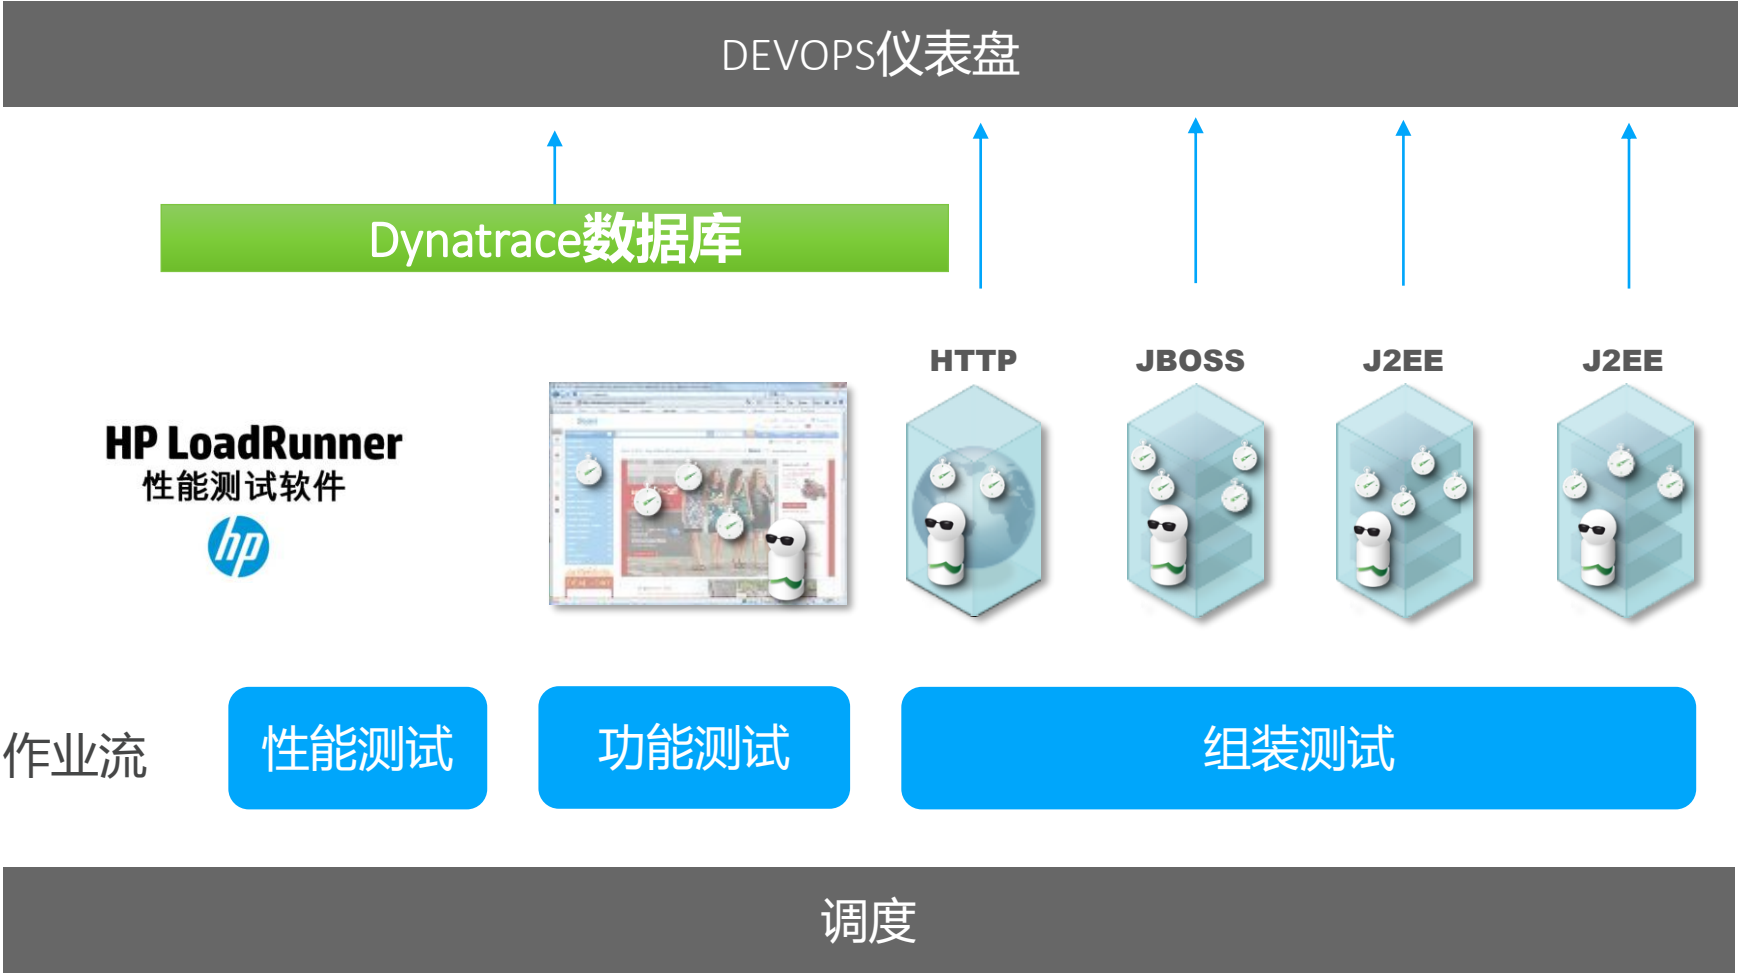 DEVOPS仪表盘
Dynatrace数据库
HTTP
JBOSS
J2EE
J2EE
HP LoadRunner
性能测试软件
hp
作业流
性能测试
功能测试
组装测试
调度